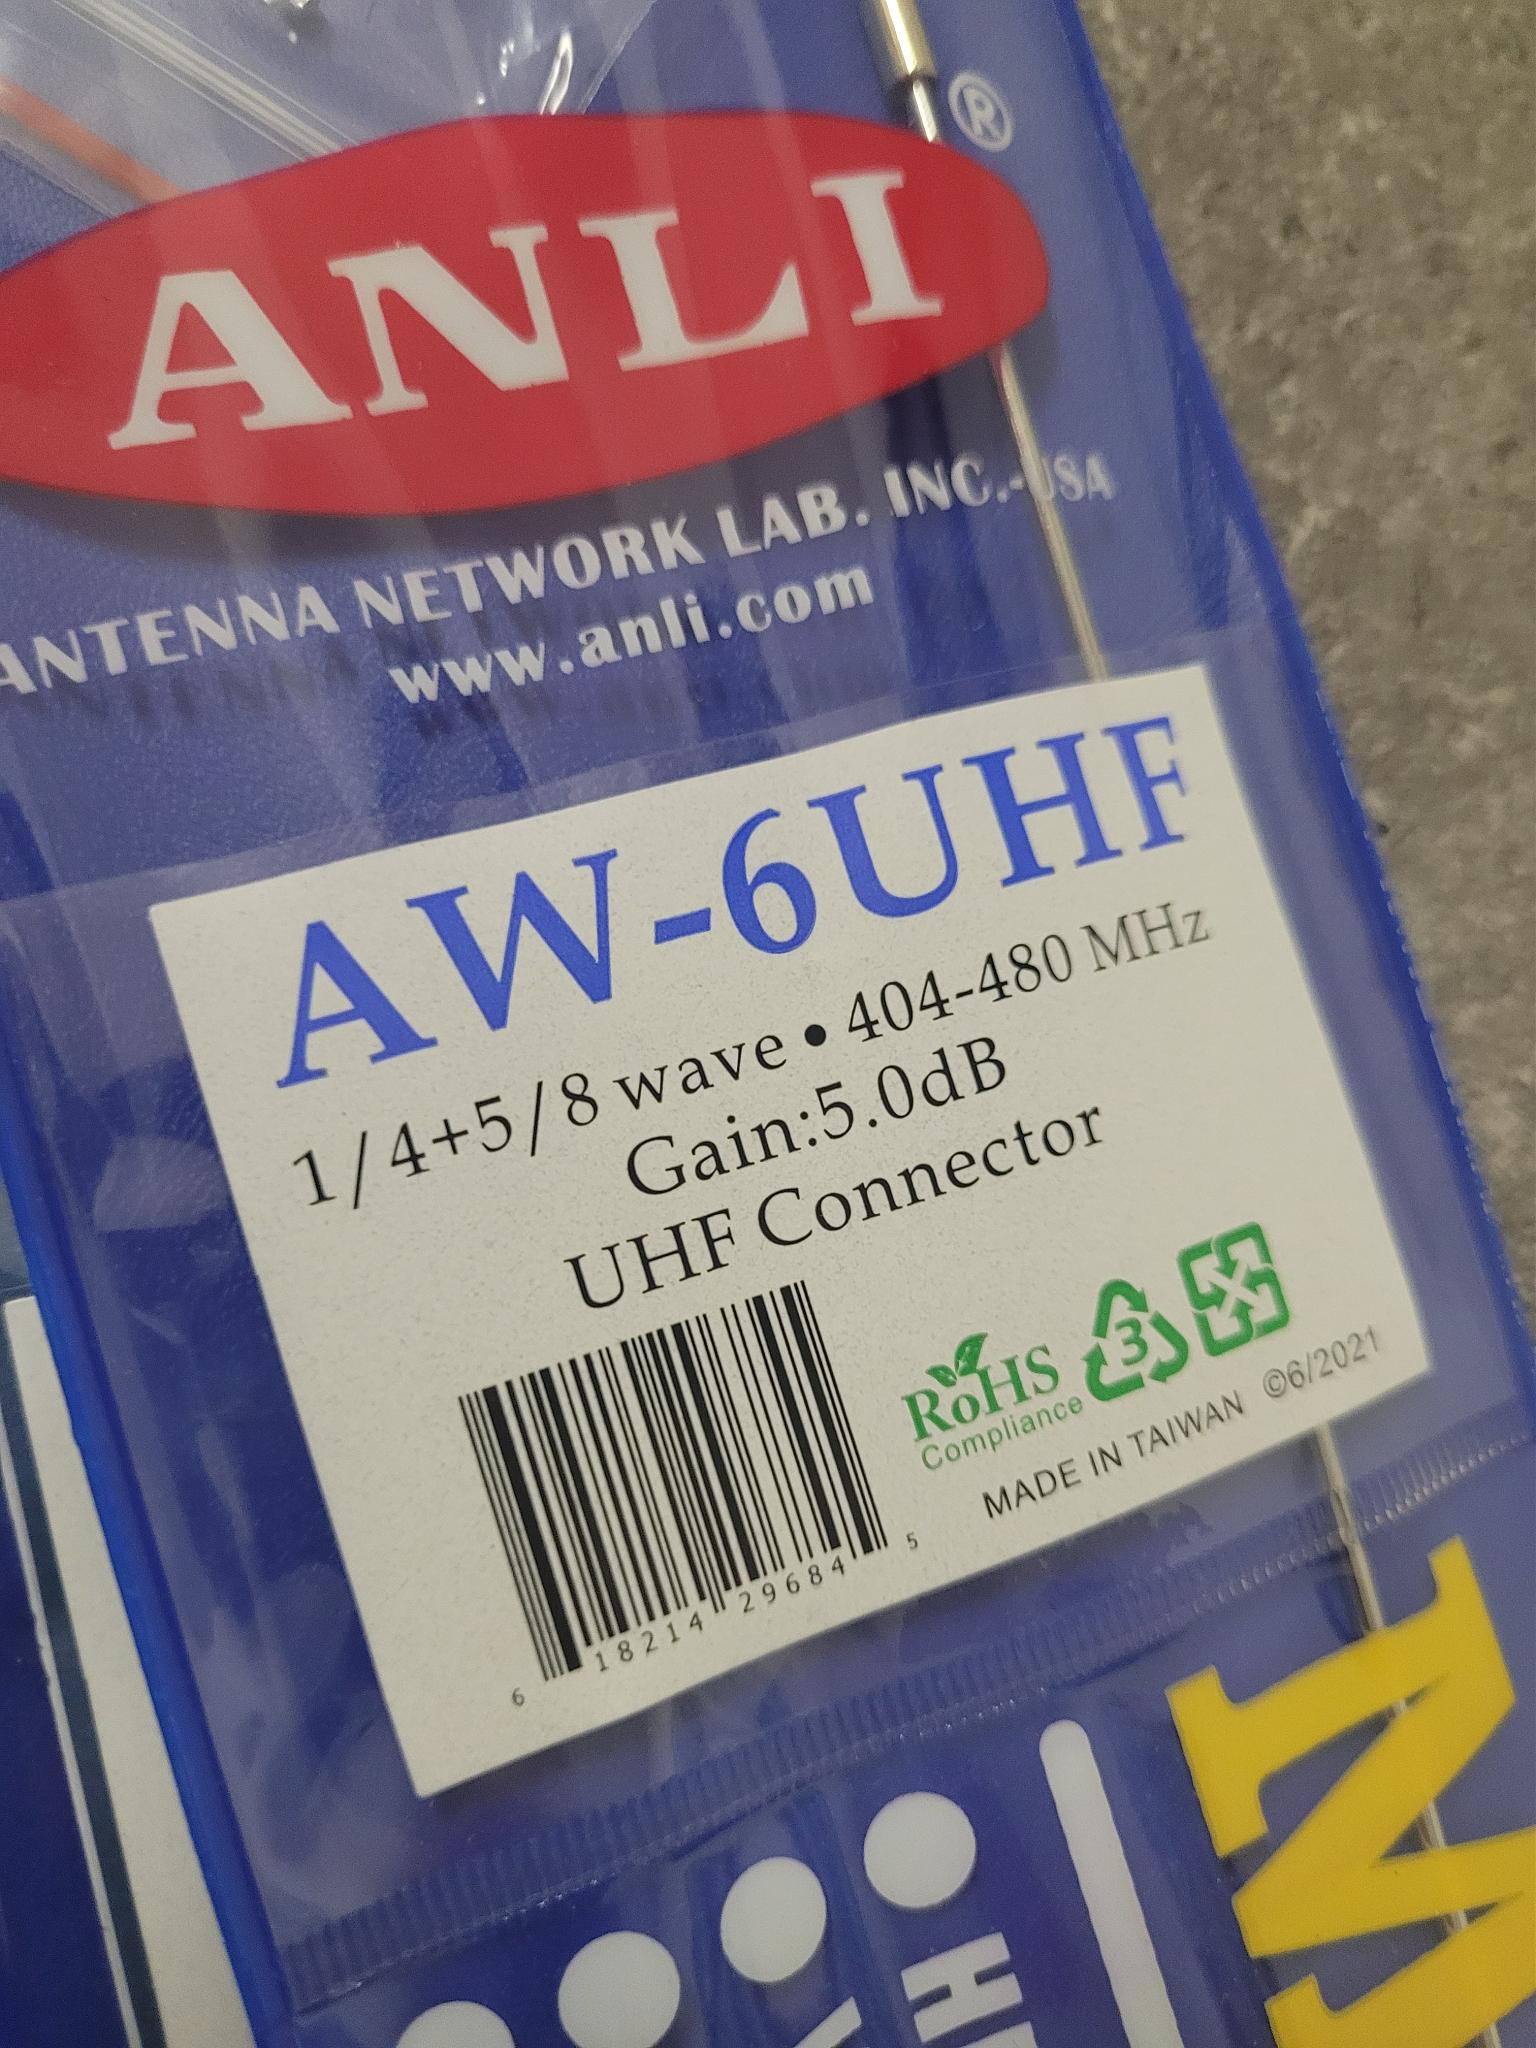 ANLI®
ANTENNA NETWORK LAB. INC.-USA
www.anli.com
AW-6UHF
1/4+5/8 wave • 404-480 MHz
Gain:5.0dB
UHF Connector
RoHS
Compliance
3
MADE IN TAIWAN ©6/2021
6 18214 29684 5